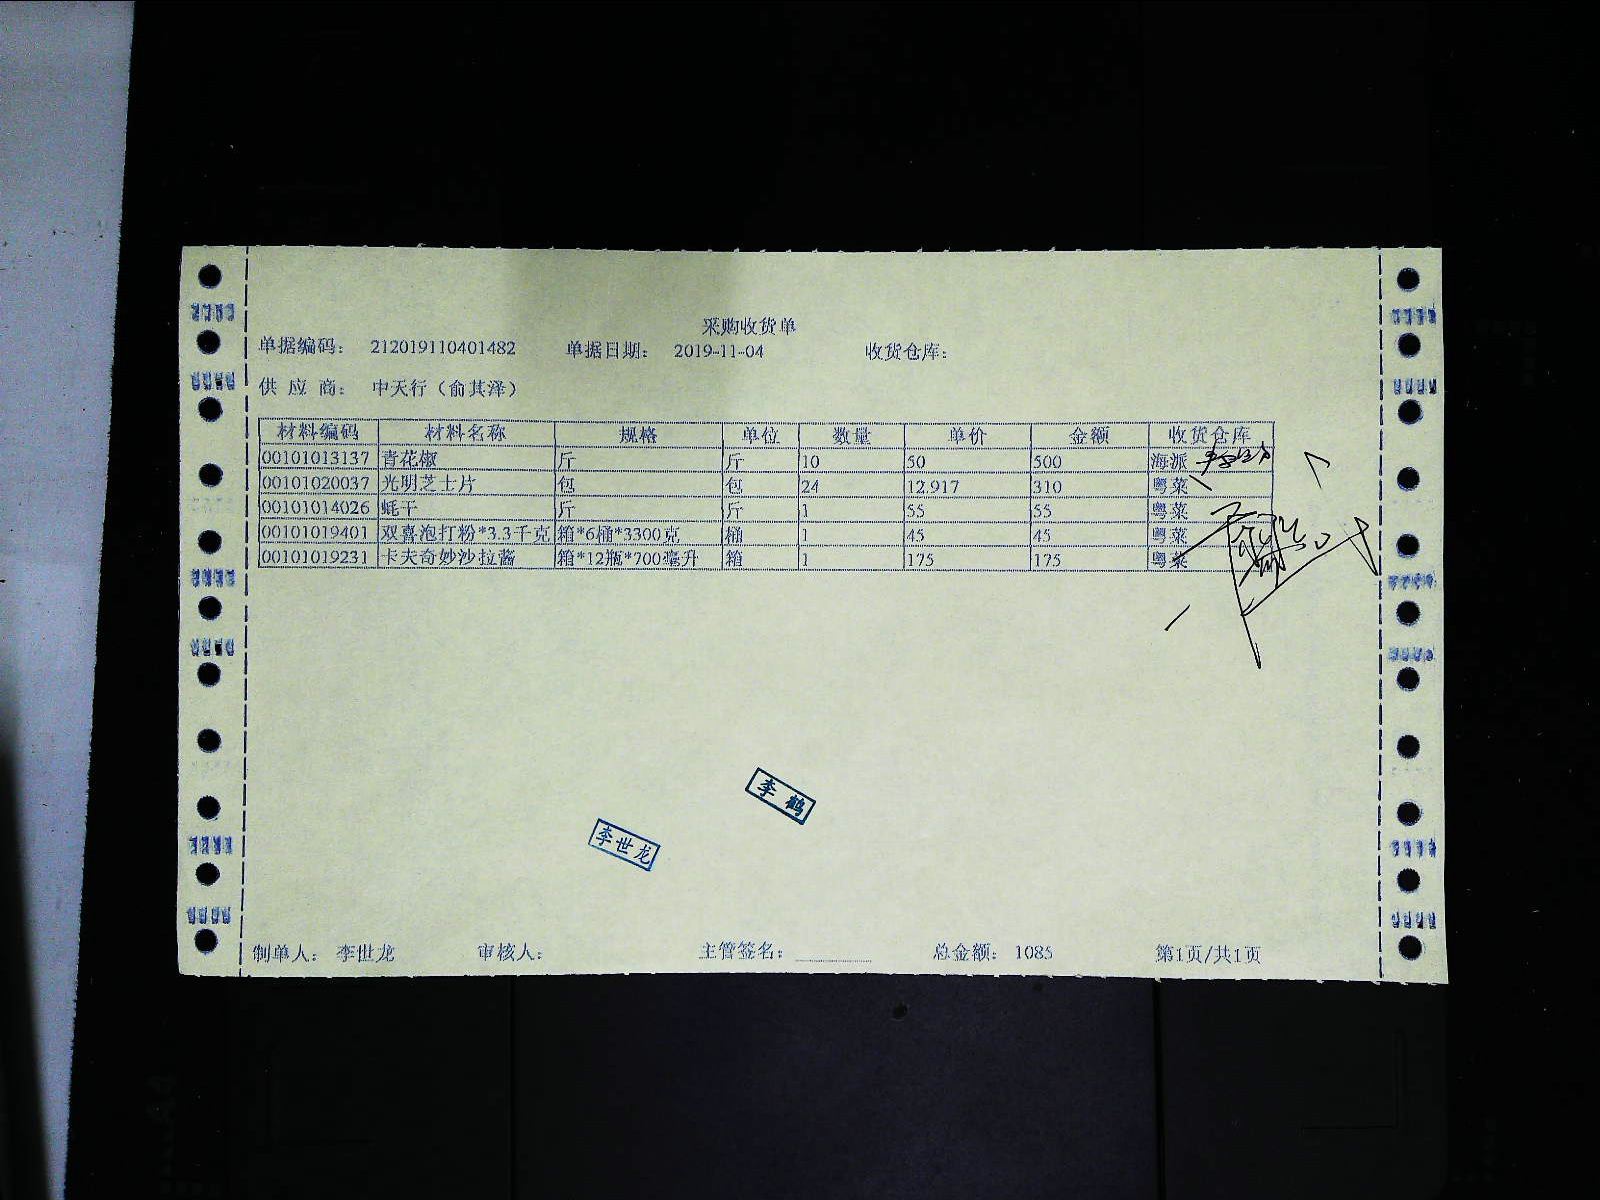 采购收货单
单据编码： 212019110401482 单据日期： 2019-11-04 收货仓库：
供 应 商： 中天行（俞其泽）
材料编码 材料名称 规格 单位 数量 单价 金额 收货仓库
00101013137 青花椒 斤 斤 10 50 500 海派
00101020037 光明芝士片 包 包 24 12.917 310 粤菜
00101014026 蚝干 斤 斤 1 55 55 粤菜
00101019401 双喜泡打粉*3.3千克 箱*6桶*3300克 桶 1 45 45 粤菜
00101019231 卡夫奇妙沙拉酱 箱*12瓶*700毫升 箱 1 175 175 粤菜
李鹤
李世龙
制单人： 李世龙 审核人： 主管签名： 总金额： 1085 第1页/共1页